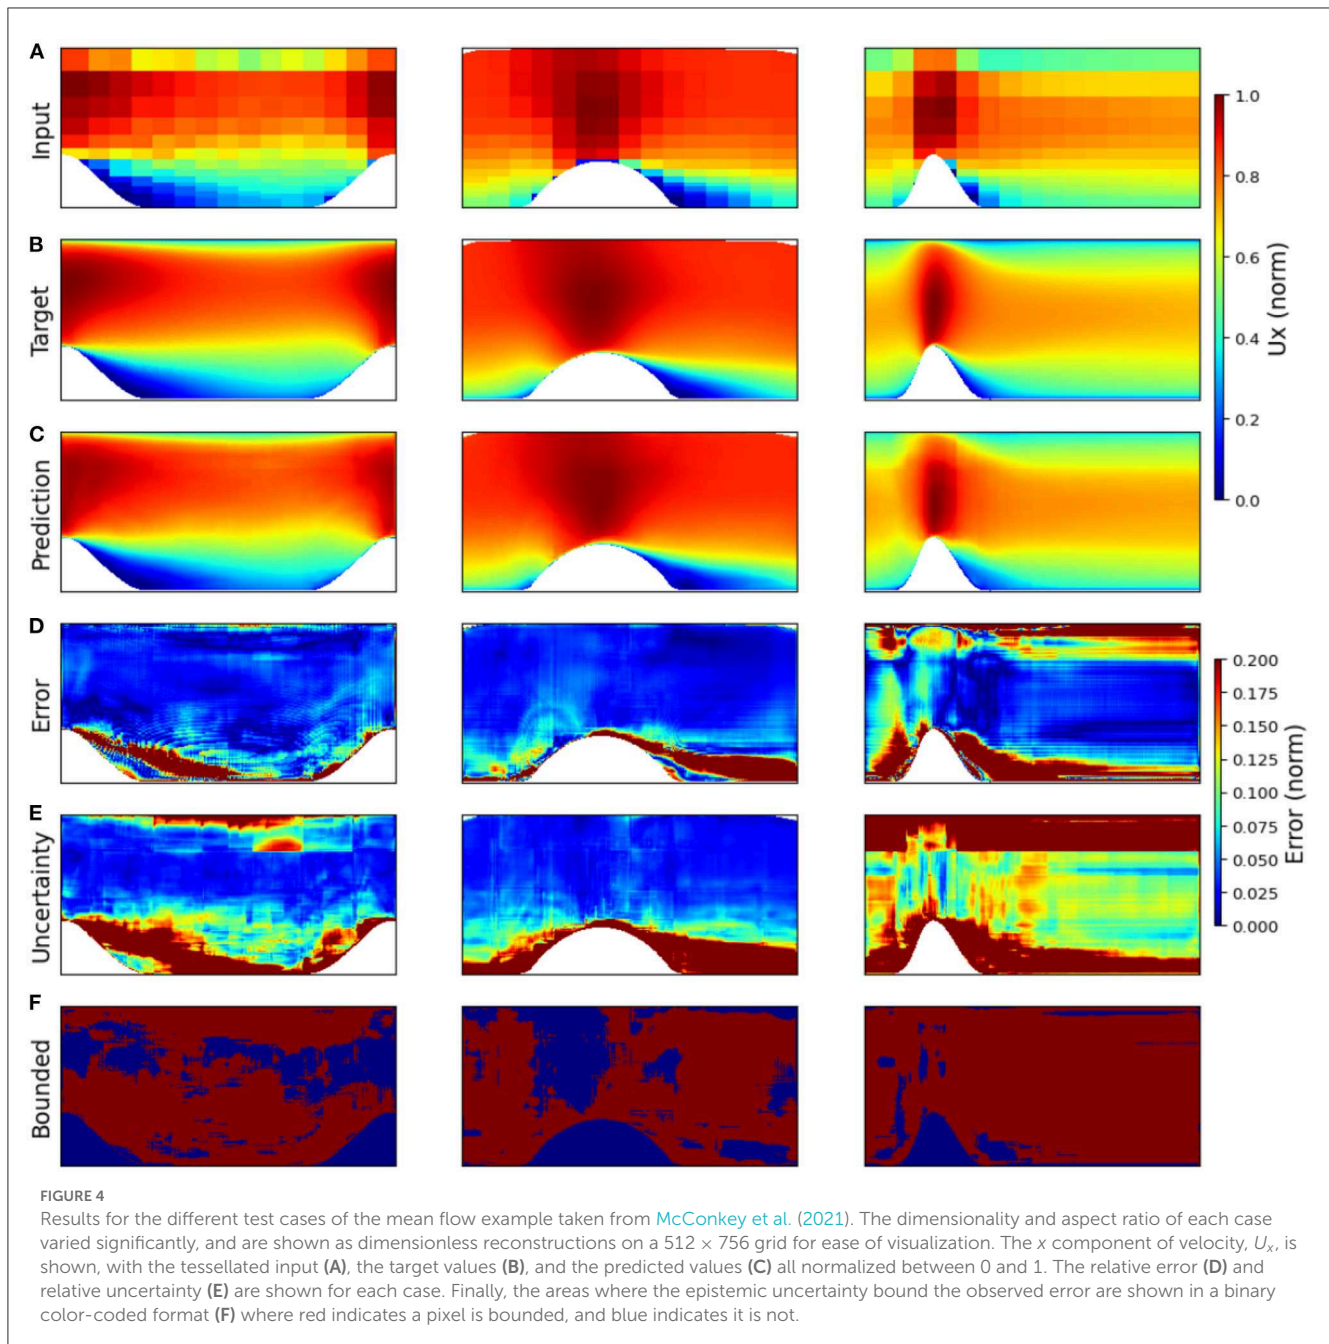 A
Input
1.0
0.8
0.6
0.4
0.2
0.0
Ux (norm)
B
Target
C
Prediction
D
Error
0.200
0.175
0.150
0.125
0.100
0.075
0.050
0.025
0.000
Error (norm)
E
Uncertainty
F
Bounded
FIGURE 4
Results for the different test cases of the mean flow example taken from McConkey et al. (2021). The dimensionality and aspect ratio of each case
varied significantly, and are shown as dimensionless reconstructions on a 512 × 756 grid for ease of visualization. The x component of velocity, Ux, is
shown, with the tessellated input (A), the target values (B), and the predicted values (C) all normalized between 0 and 1. The relative error (D) and
relative uncertainty (E) are shown for each case. Finally, the areas where the epistemic uncertainty bound the observed error are shown in a binary
color-coded format (F) where red indicates a pixel is bounded, and blue indicates it is not.